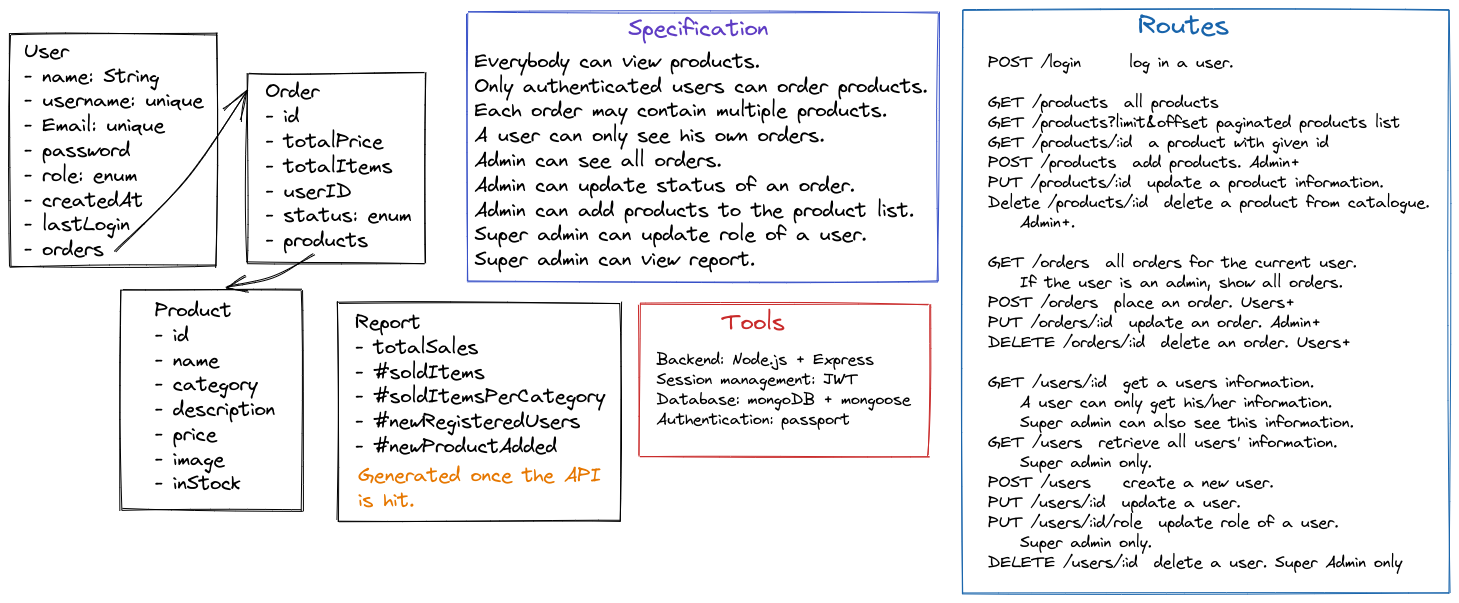 User
- name: String
- username: unique
- Email: unique
- password
- role: enum
- createdAt
- lastLogin
- orders
Order
- id
- totalPrice
- totalItems
- userID
- status: enum
- products
Product
- id
- name
- category
- description
- price
- image
- inStock
Report
- totalSales
- #soldItems
- #soldItemsPerCategory
- #newRegisteredUsers
- #newProductAdded
Generated once the API
is hit.
Specification
Everybody can view products.
Only authenticated users can order products.
Each order may contain multiple products.
A user can only see his own orders.
Admin can see all orders.
Admin can update status of an order.
Admin can add products to the product list.
Super admin can update role of a user.
Super admin can view report.
Tools
Backend: Node.js + Express
Session management: JWT
Database: mongoDB + mongoose
Authentication: passport
Routes
POST /login log in a user.
GET /products all products
GET /products?limit&offset paginated products list
GET /products/:id a product with given id
POST /products add products. Admin+
PUT /products/:id update a product information.
Delete /products/:id delete a product from catalogue.
Admin+.
GET /orders all orders for the current user.
If the user is an admin, show all orders.
POST /orders place an order. Users+
PUT /orders/:id update an order. Admin+
DELETE /orders/:id delete an order. Users+
GET /users/:id get a users information.
A user can only get his/her information.
Super admin can also see this information.
GET /users retrieve all users' information.
Super admin only.
POST /users create a new user.
PUT /users/:id update a user.
PUT /users/:id/role update role of a user.
Super admin only.
DELETE /users/:id delete a user. Super Admin only